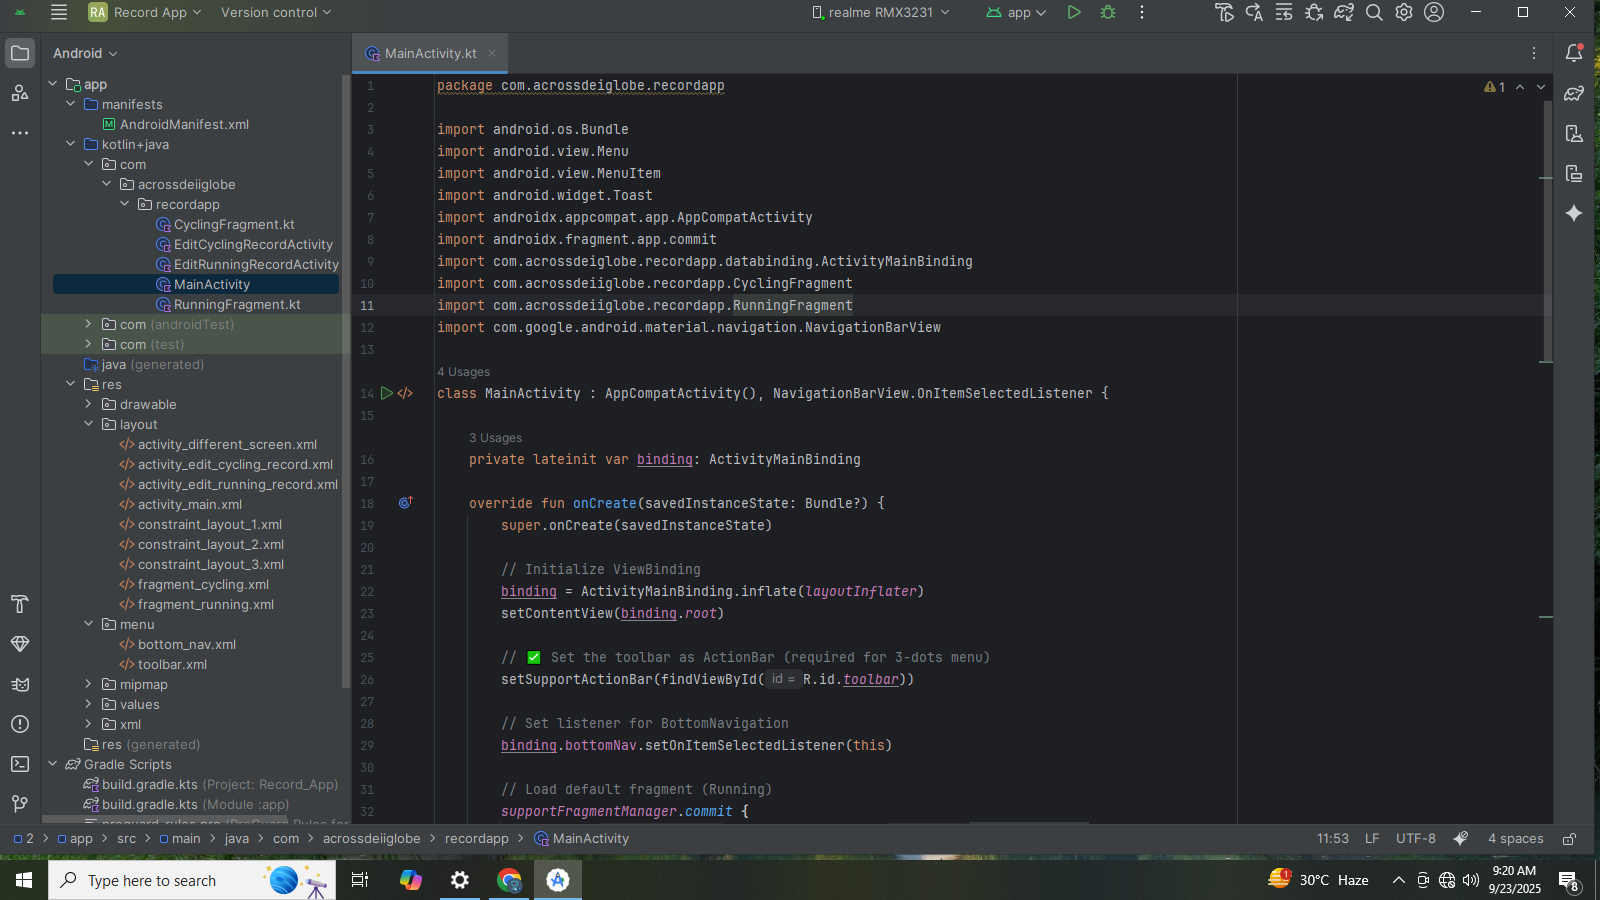 RA Record App Version control realme RMX3231 app
Android
MainActivity.kt
app
manifests
AndroidManifest.xml
kotlin+java
com
acrossdeiiglobe
recordapp
CyclingFragment.kt
EditCyclingRecordActivity
EditRunningRecordActivity
MainActivity
RunningFragment.kt
com (androidTest)
com (test)
java (generated)
res
drawable
layout
activity_different_screen.xml
activity_edit_cycling_record.xml
activity_edit_running_record.xml
activity_main.xml
constraint_layout_1.xml
constraint_layout_2.xml
constraint_layout_3.xml
fragment_cycling.xml
fragment_running.xml
menu
bottom_nav.xml
toolbar.xml
mipmap
values
xml
res (generated)
Gradle Scripts
build.gradle.kts (Project: Record_App)
build.gradle.kts (Module :app)
1 package com.acrossdeiglobe.recordapp
1
2
3 import android.os.Bundle
4 import android.view.Menu
5 import android.view.MenuItem
6 import android.widget.Toast
7 import androidx.appcompat.app.AppCompatActivity
8 import androidx.fragment.app.commit
9 import com.acrossdeiglobe.recordapp.databinding.ActivityMainBinding
10 import com.acrossdeiiglobe.recordapp.CyclingFragment
11 import com.acrossdeiiglobe.recordapp.RunningFragment
12 import com.google.android.material.navigation.NavigationBarView
13
4 Usages
14 class MainActivity : AppCompatActivity(), NavigationBarView.OnItemSelectedListener {
15
3 Usages
16 private lateinit var binding: ActivityMainBinding
17
18 override fun onCreate(savedInstanceState: Bundle?) {
19 super.onCreate(savedInstanceState)
20
21 // Initialize ViewBinding
22 binding = ActivityMainBinding.inflate(layoutInflater)
23 setContentView(binding.root)
24
25 // ✅ Set the toolbar as ActionBar (required for 3-dots menu)
26 setSupportActionBar(findViewById( id = R.id.toolbar))
27
28 // Set listener for BottomNavigation
29 binding.bottomNav.setOnItemSelectedListener(this)
30
31 // Load default fragment (Running)
32 supportFragmentManager.commit {
2 > app > src > main > java > com > acrossdeiiglobe > recordapp > MainActivity
11:53 LF UTF-8 4 spaces
Type here to search
30°C Haze
9:20 AM
9/23/2025
8